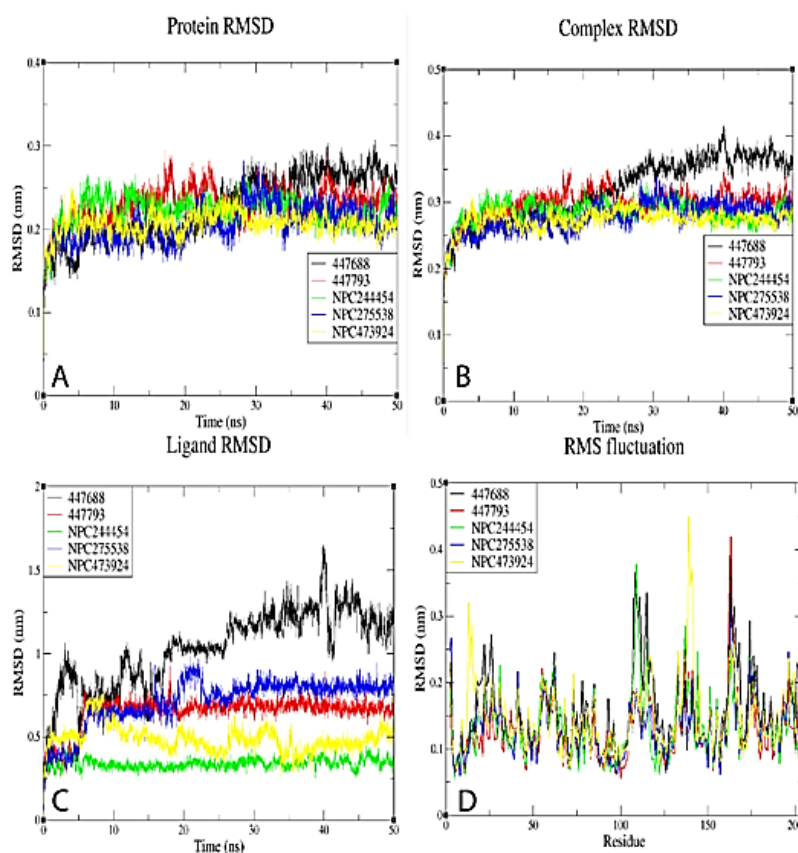 Protein RMSD
RMSD (nm)
0.4
0.3
0.2
0.1
0
0
10
20
30
40
50
Time (ns)
447688
447793
NPC244454
NPC275538
NPC473924
A
Complex RMSD
RMSD (nm)
0.5
0.4
0.3
0.2
0.1
0
0
10
20
30
40
50
Time (ns)
447688
447793
NPC244454
NPC275538
NPC473924
B
Ligand RMSD
RMSD (nm)
2
1.5
1
0.5
0
0
10
20
30
40
50
Time (ns)
447688
447793
NPC244454
NPC275538
NPC473924
C
RMS fluctuation
RMSD (nm)
0.5
0.4
0.3
0.2
0.1
0
0
50
100
150
200
Residue
447688
447793
NPC244454
NPC275538
NPC473924
D